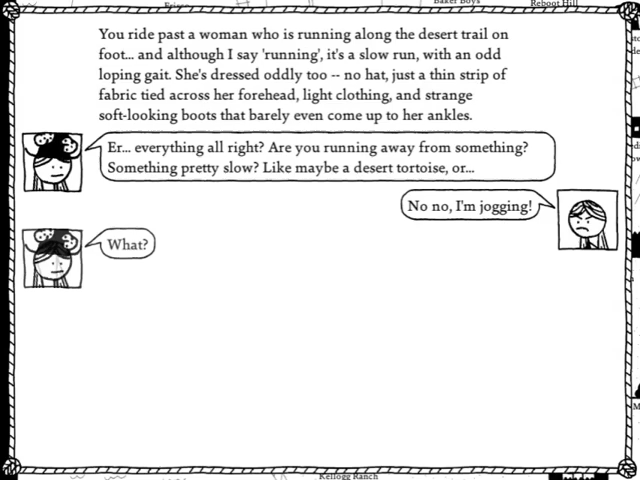 Baker Boys
Reboot Hill
You ride past a woman who is running along the desert trail on
foot... and although I say 'running', it's a slow run, with an odd
loping gait. She's dressed oddly too -- no hat, just a thin strip of
fabric tied across her forehead, light clothing, and strange
soft-looking boots that barely even come up to her ankles.
Er... everything all right? Are you running away from something?
Something pretty slow? Like maybe a desert tortoise, or...
No no, I'm jogging!
What?
Kellogg Ranch